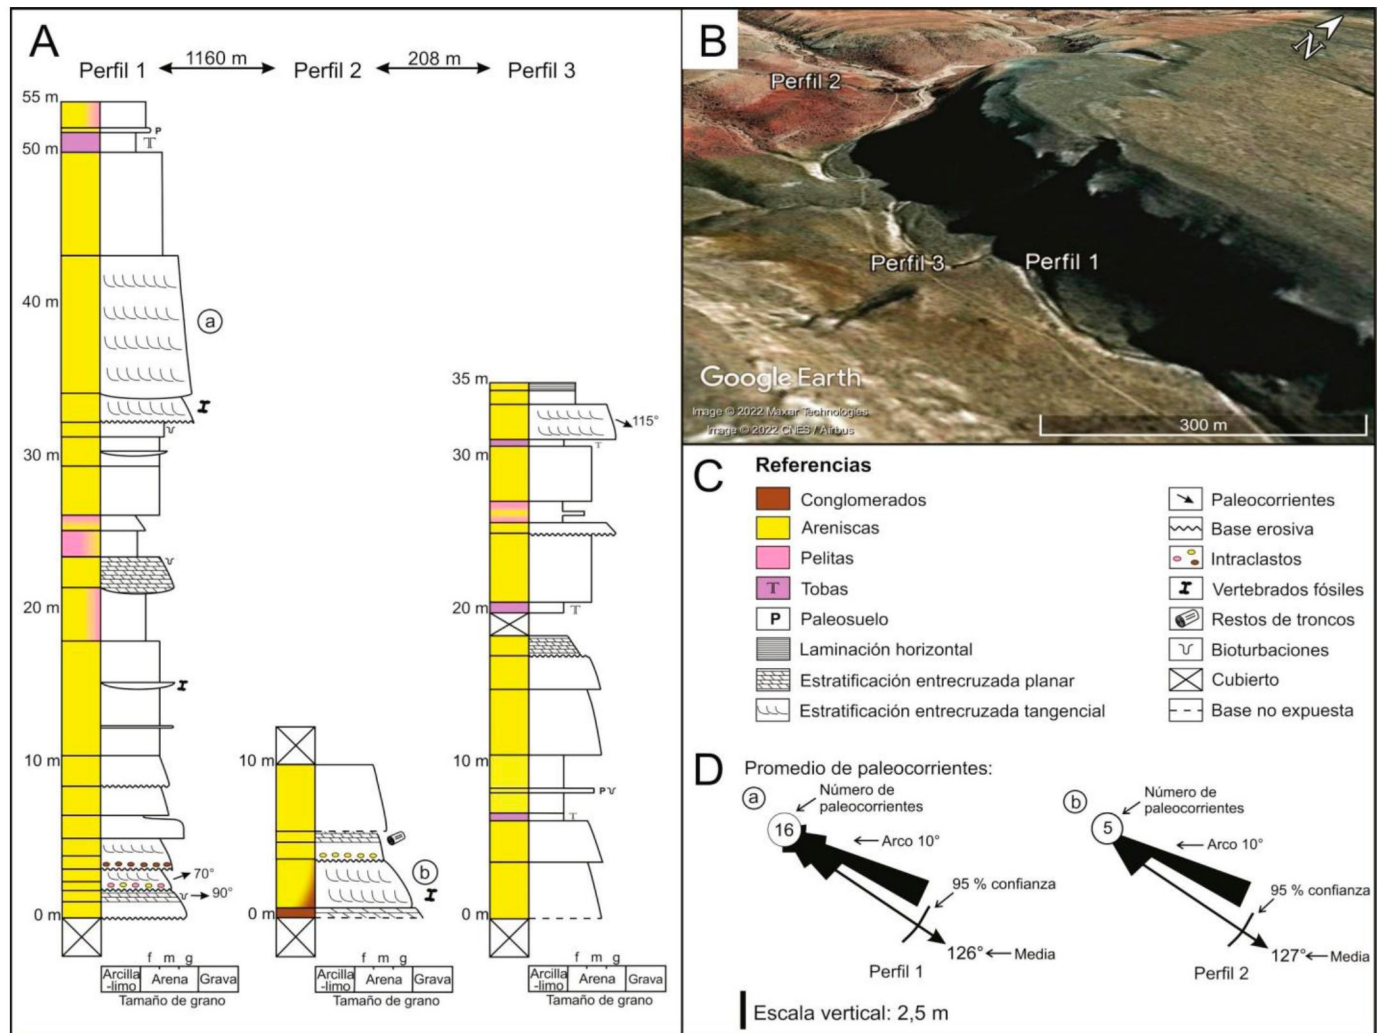 A
1160 m
208 m
Perfil 1
Perfil 2
Perfil 3
55 m
P
T
50 m
40 m
a
30 m
20 m
10 m
70°
90°
0 m
f m g
Arcilla
-limo
Arena
Grava
Tamaño de grano
10 m
b
0 m
f m g
Arcilla
-limo
Arena
Grava
Tamaño de grano
35 m
115°
T
30 m
20 m
T
10 m
P
T
0 m
f m g
Arcilla
-limo
Arena
Grava
Tamaño de grano
B
N
Perfil 2
Perfil 3
Perfil 1
Google Earth
Image © 2022 Maxar Technologies
Image © 2022 CNES / Airbus
300 m
C
Referencias
Conglomerados
Areniscas
Pelitas
T Tobas
P Paleosuelo
Laminación horizontal
Estratificación entrecruzada planar
Estratificación entrecruzada tangencial
Paleocorrientes
Base erosiva
Intraclastos
Vertebrados fósiles
Restos de troncos
Bioturbaciones
Cubierto
Base no expuesta
D
Promedio de paleocorrientes:
a
Número de
paleocorrientes
16
Arco 10°
95 % confianza
126°
Media
Perfil 1
b
Número de
paleocorrientes
5
Arco 10°
95 % confianza
127°
Media
Perfil 2
Escala vertical: 2,5 m